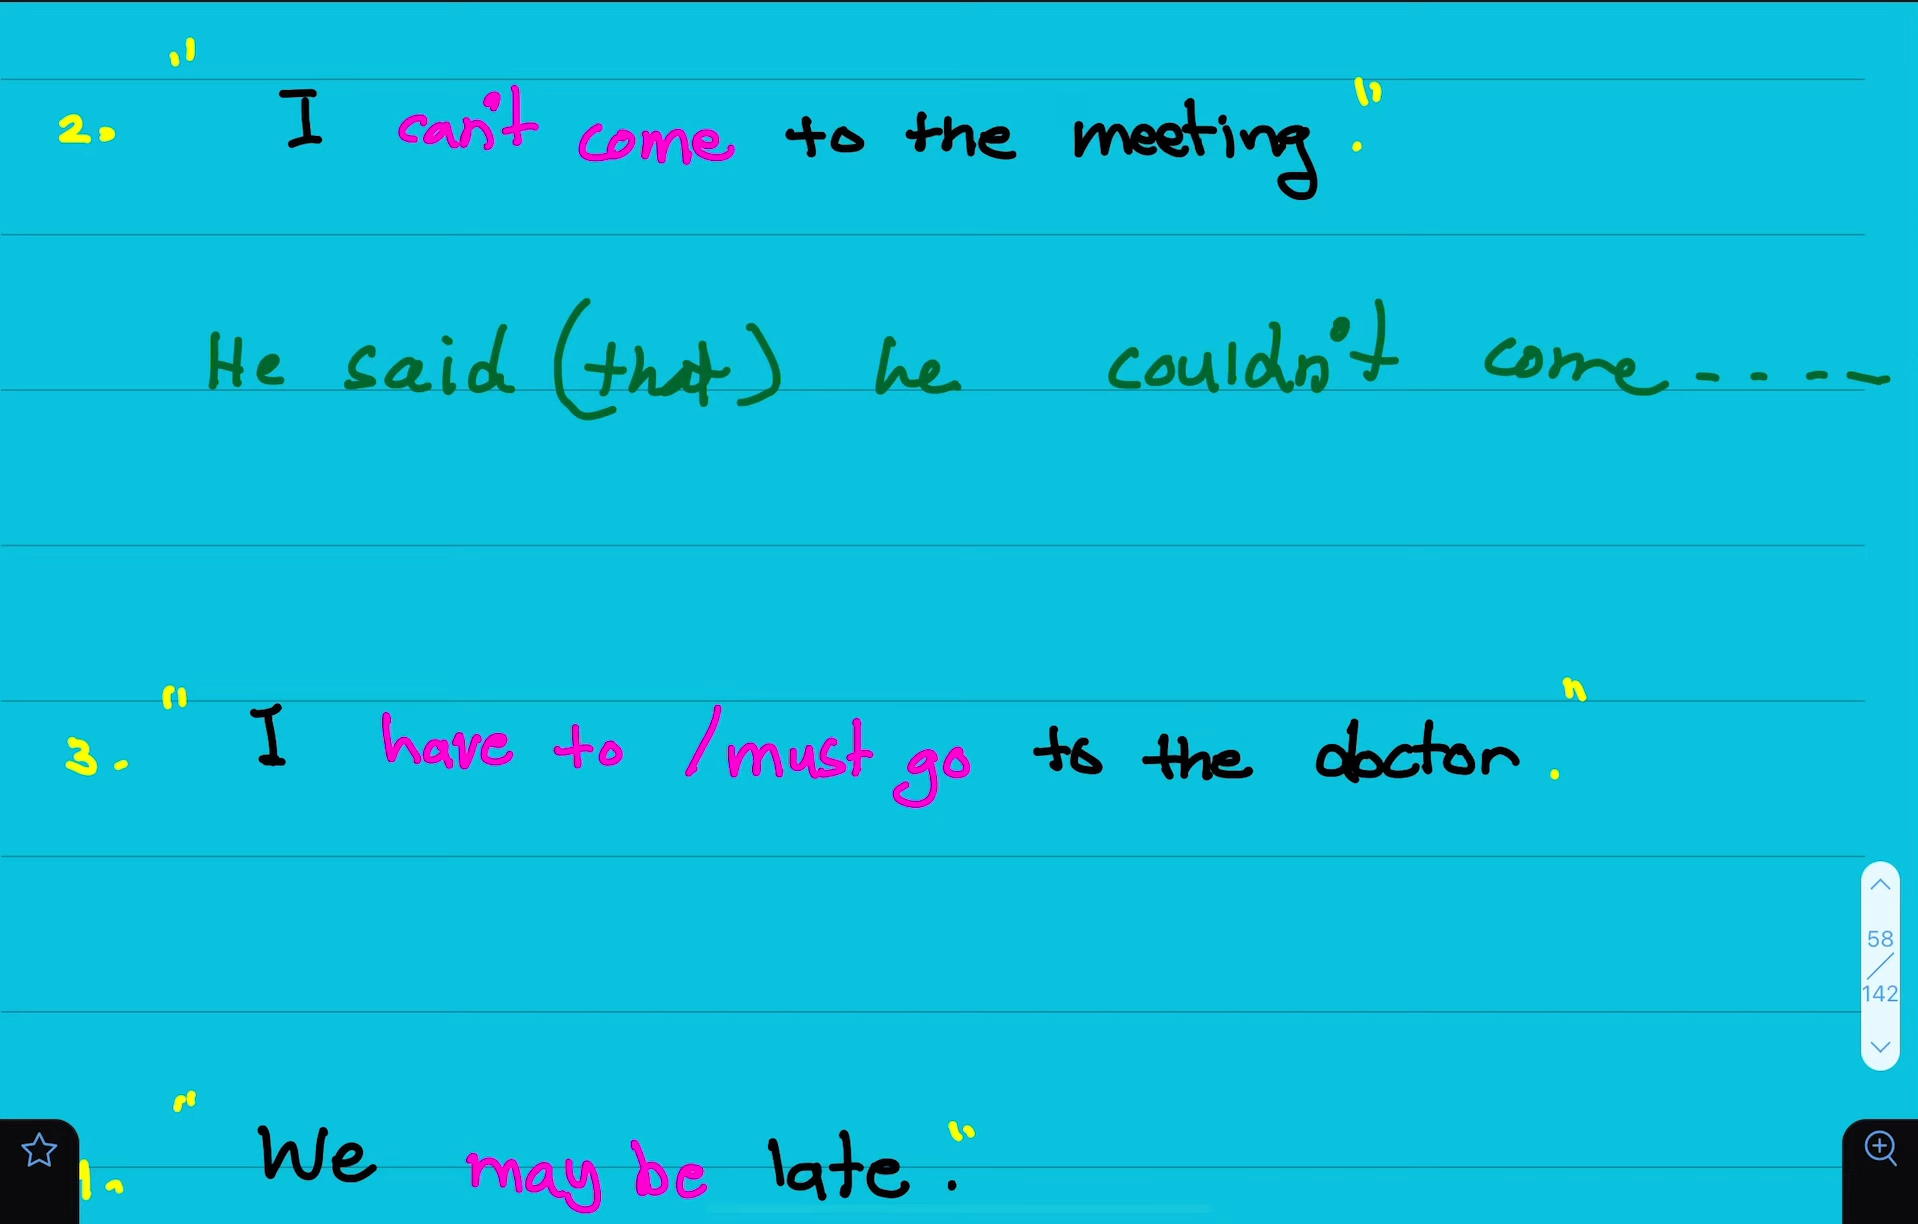 2. "I can't come to the meeting."
He said (that) he couldn't come----
3. "I have to /must go to the doctor."
58
/
142
"We may be late."